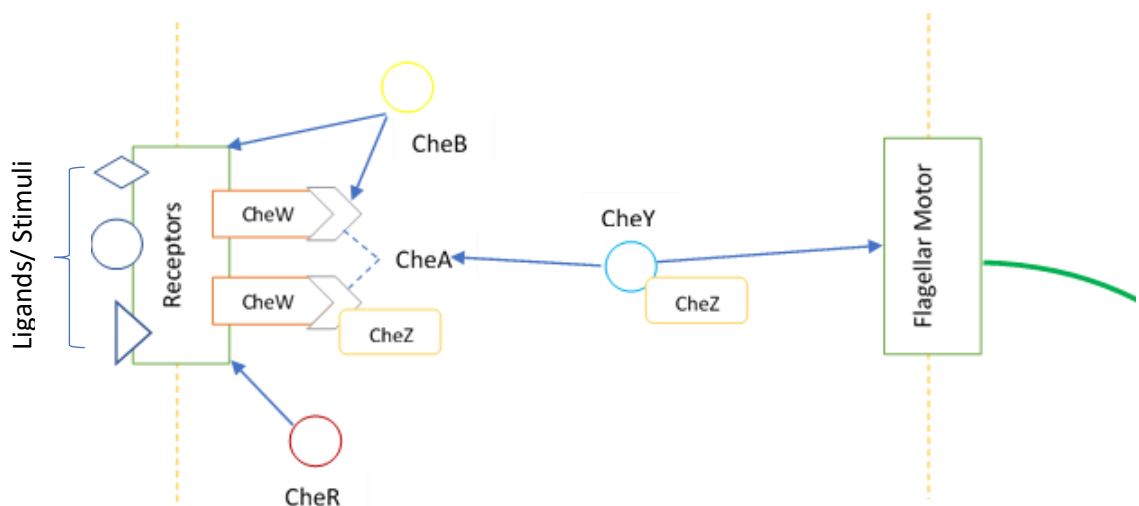 Ligands/ Stimuli
Receptors
CheB
CheW
CheA
CheW
CheZ
CheR
CheY
CheZ
Flagellar Motor